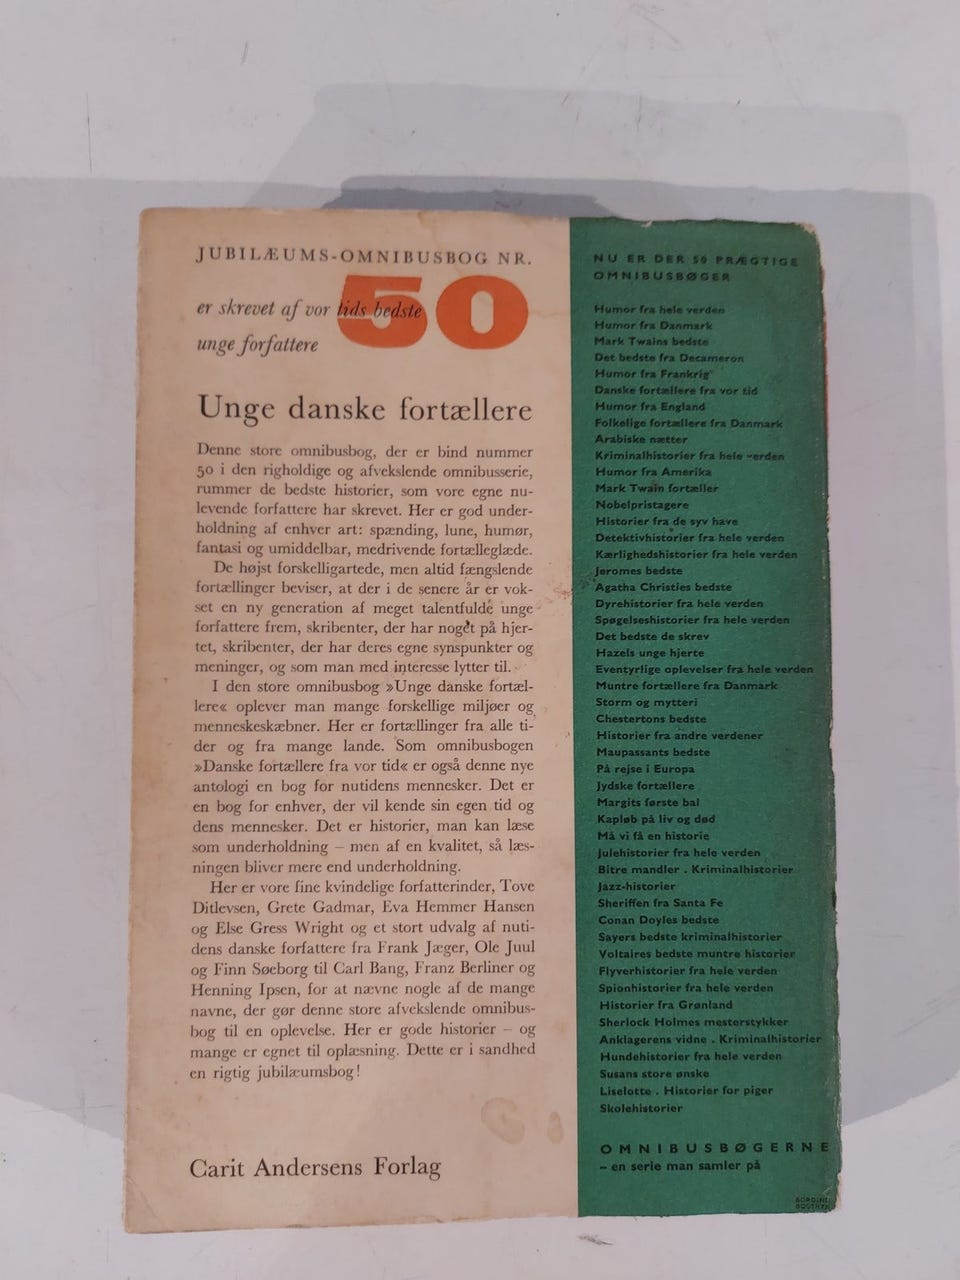 JUBILÆUMS-OMNIBUSBOG NR.
50
er skrevet af vor tids bedste
unge forfattere
Unge danske fortællere
Denne store omnibusbog, der er bind nummer
50 i den righoldige og afvekslende omnibusserie,
rummer de bedste historier, som vore egne nu-
levende forfattere har skrevet. Her er god under-
holdning af enhver art: spænding, lune, humør,
fantasi og umiddelbar, medrivende fortælleglæde.
De højst forskelligartede, men altid fængslende
fortællinger beviser, at der i de senere år er vok-
set en ny generation af meget talentfulde unge
forfattere frem, skribenter, der har noget på hjer-
tet, skribenter, der har deres egne synspunkter og
meninger, og som man med interesse lytter til.
I den store omnibusbog »Unge danske fortæl-
lere« oplever man mange forskellige miljøer og
menneskeskæbner. Her er fortællinger fra alle ti-
der og fra mange lande. Som omnibusbogen
»Danske fortællere fra vor tid« er også denne nye
antologi en bog for nutidens mennesker. Det er
en bog for enhver, der vil kende sin egen tid og
dens mennesker. Det er historier, man kan læse
som underholdning – men af en kvalitet, så læs-
ningen bliver mere end underholdning.
Her er vore fine kvindelige forfatterinder, Tove
Ditlevsen, Grete Gadmar, Eva Hemmer Hansen
og Else Gress Wright og et stort udvalg af nuti-
dens danske forfattere fra Frank Jæger, Ole Juul
og Finn Søeborg til Carl Bang, Franz Berliner og
Henning Ipsen, for at nævne nogle af de mange
navne, der gør denne store afvekslende omnibus-
bog til en oplevelse. Her er gode historier – og
mange er egnet til oplæsning. Dette er i sandhed
en rigtig jubilæumsbog!
Carit Andersens Forlag
NU ER DER 50 PRÆGTIGE
OMNIBUSBØGER
Humor fra hele verden
Humor fra Danmark
Mark Twains bedste
Det bedste fra Decameron
Humor fra Frankrig
Danske fortællere fra vor tid
Humor fra England
Folkelige fortællere fra Danmark
Arabiske nætter
Kriminalhistorier fra hele verden
Humor fra Amerika
Mark Twain fortæller
Nobelpristagere
Historier fra de syv have
Detektivhistorier fra hele verden
Kærlighedshistorier fra hele verden
Jeromes bedste
Agatha Christies bedste
Dyrehistorier fra hele verden
Spøgelseshistorier fra hele verden
Det bedste de skrev
Hazels unge hjerte
Eventyrlige oplevelser fra hele verden
Muntre fortællere fra Danmark
Storm og mytteri
Chestertons bedste
Historier fra andre verdener
Maupassants bedste
På rejse i Europa
Jydske fortællere
Margits første bal
Kapløb på liv og død
Må vi få en historie
Julehistorier fra hele verden
Bitre mandler . Kriminalhistorier
Jazz-historier
Sheriffen fra Santa Fe
Conan Doyles bedste
Sayers bedste kriminalhistorier
Voltaires bedste muntre historier
Flyverhistorier fra hele verden
Spionhistorier fra hele verden
Historier fra Grønland
Sherlock Holmes mesterstykker
Anklagerens vidne . Kriminalhistorier
Hundehistorier fra hele verden
Susans store ønske
Liselotte . Historier for piger
Skolehistorier
OMNIBUSBØGERNE
– en serie man samler på